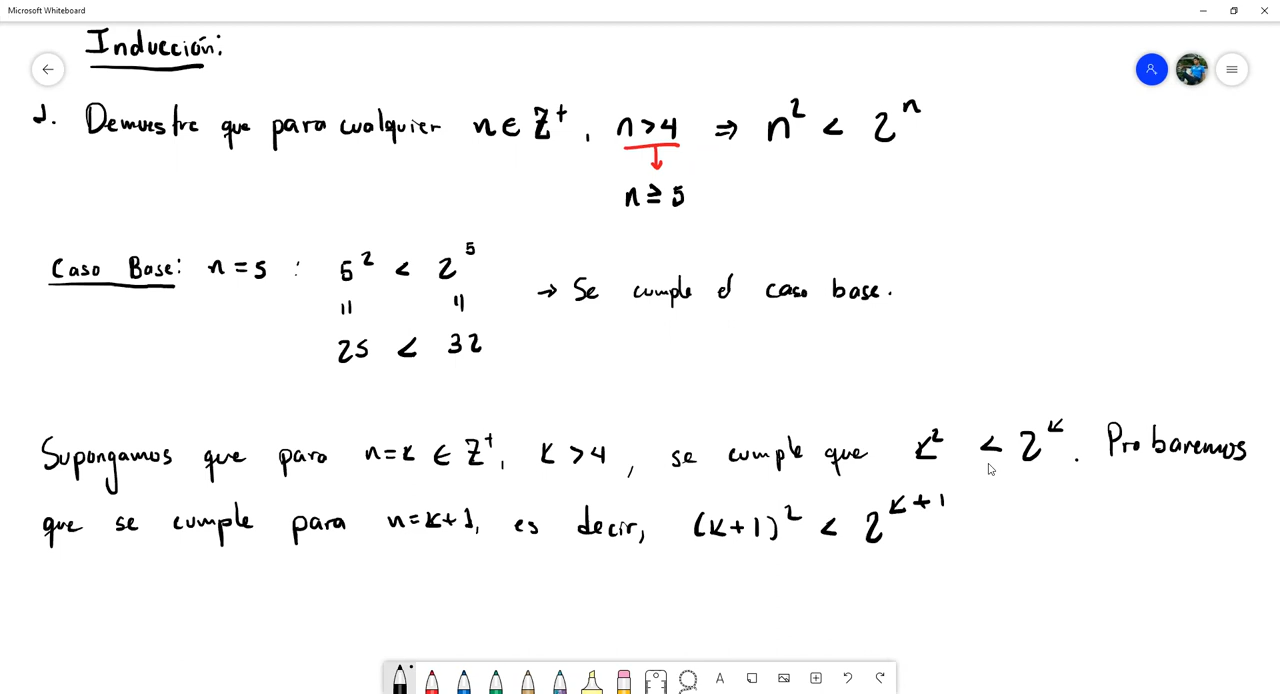 Microsoft Whiteboard
Inducción:
1. Demuestre que para cualquier n ∈ Z⁺, n > 4 ⇒ n² < 2ⁿ
n ≥ 5
Caso Base: n = 5 : 5² < 2⁵ → Se cumple el caso base.
" "
25 < 32
Supongamos que para n = k ∈ Z⁺, k > 4, se cumple que k² < 2ᵏ. Probaremos
que se cumple para n = k + 1, es decir, (k + 1)² < 2ᵏ⁺¹